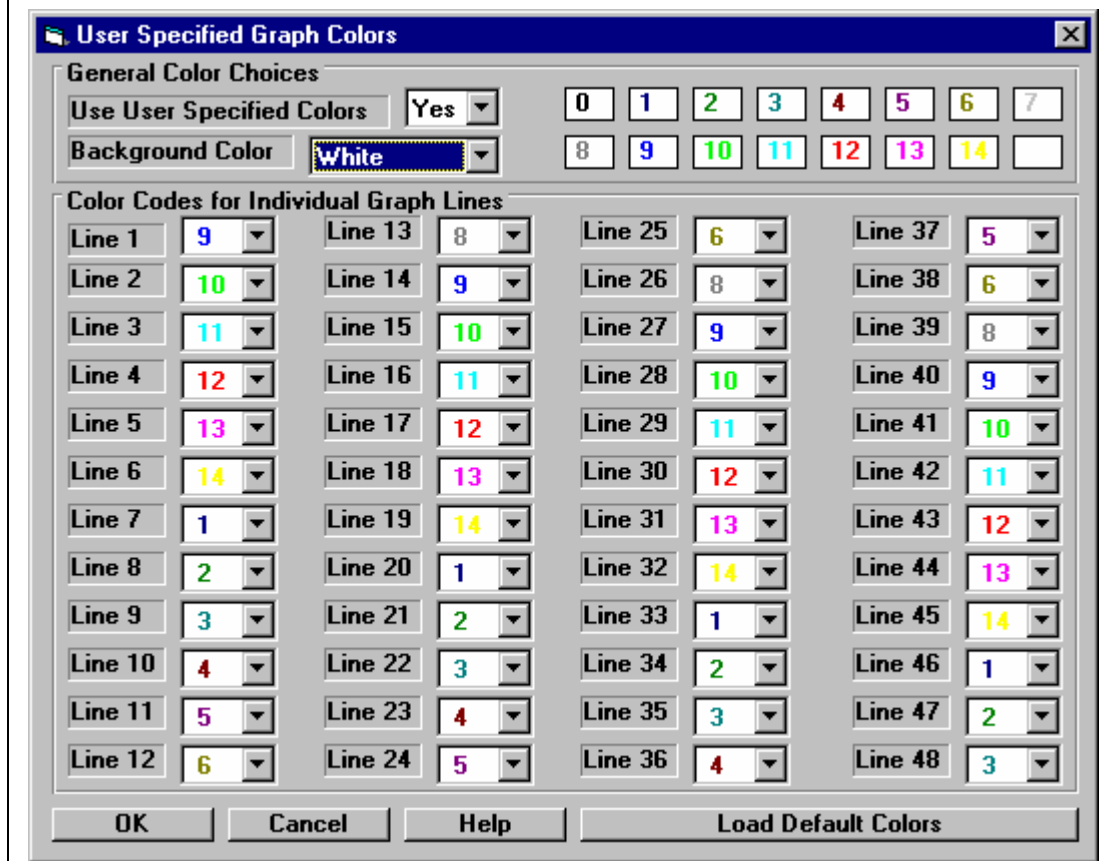 User Specified Graph Colors
General Color Choices
Use User Specified Colors Yes 0 1 2 3 4 5 6 7
Background Color White 8 9 10 11 12 13 14
Color Codes for Individual Graph Lines
Line 1 9 Line 13 8 Line 25 6 Line 37 5
Line 2 10 Line 14 9 Line 26 8 Line 38 6
Line 3 11 Line 15 10 Line 27 9 Line 39 8
Line 4 12 Line 16 11 Line 28 10 Line 40 9
Line 5 13 Line 17 12 Line 29 11 Line 41 10
Line 6 14 Line 18 13 Line 30 12 Line 42 11
Line 7 1 Line 19 14 Line 31 13 Line 43 12
Line 8 2 Line 20 1 Line 32 14 Line 44 13
Line 9 3 Line 21 2 Line 33 1 Line 45 14
Line 10 4 Line 22 3 Line 34 2 Line 46 1
Line 11 5 Line 23 4 Line 35 3 Line 47 2
Line 12 6 Line 24 5 Line 36 4 Line 48 3
OK Cancel Help Load Default Colors